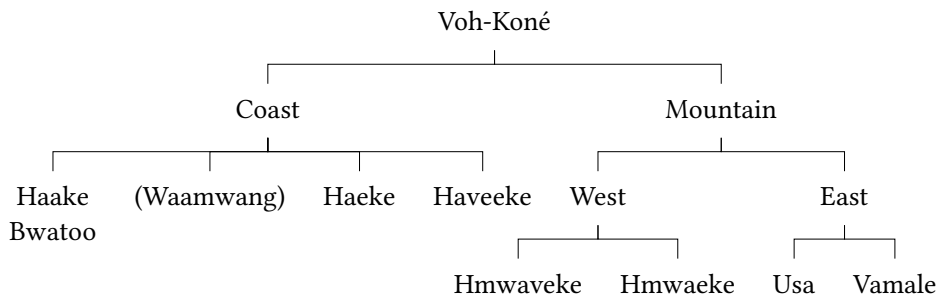 Voh-Koné
Coast Mountain
Haake (Waamwang) Haeke Haveeke West East
Bwatoo
Hmwaveke Hmwaeke Usa Vamale